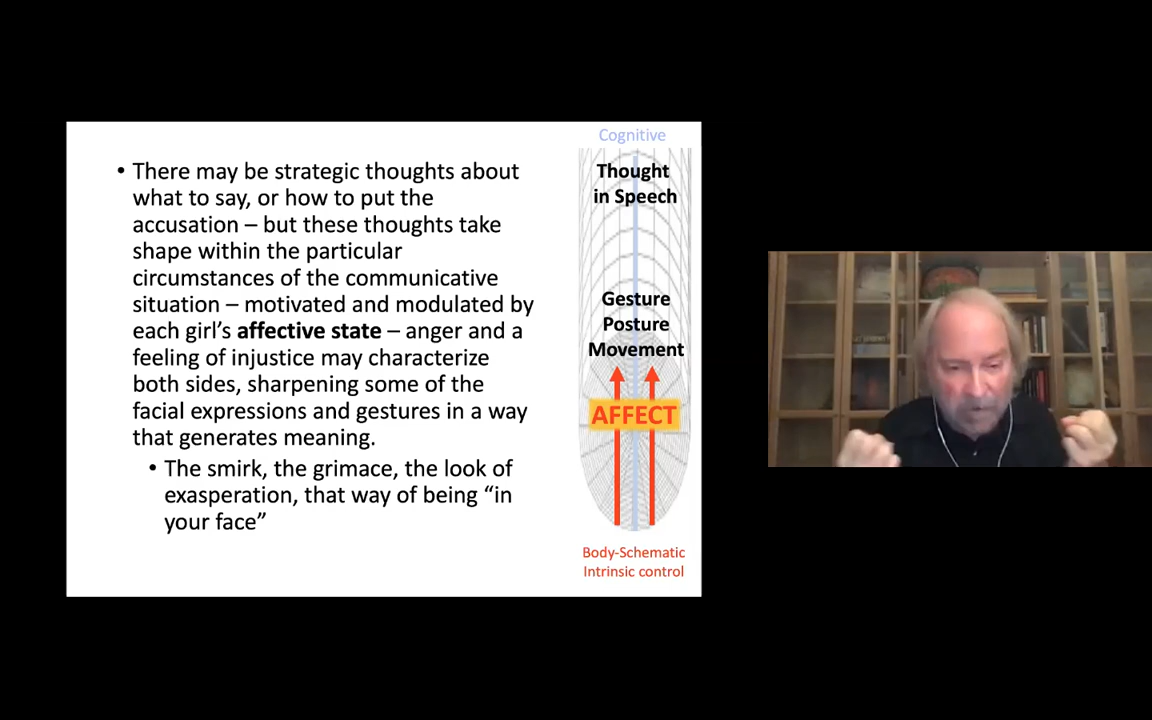 • There may be strategic thoughts about
what to say, or how to put the
accusation – but these thoughts take
shape within the particular
circumstances of the communicative
situation – motivated and modulated by
each girl’s affective state – anger and a
feeling of injustice may characterize
both sides, sharpening some of the
facial expressions and gestures in a way
that generates meaning.
• The smirk, the grimace, the look of
exasperation, that way of being “in
your face”
Cognitive
Thought
in Speech
Gesture
Posture
Movement
AFFECT
Body-Schematic
Intrinsic control